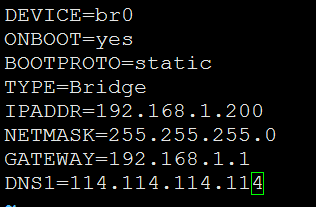 DEVICE=br0
ONBOOT=yes
BOOTPROTO=static
TYPE=Bridge
IPADDR=192.168.1.200
NETMASK=255.255.255.0
GATEWAY=192.168.1.1
DNS1=114.114.114.114
~